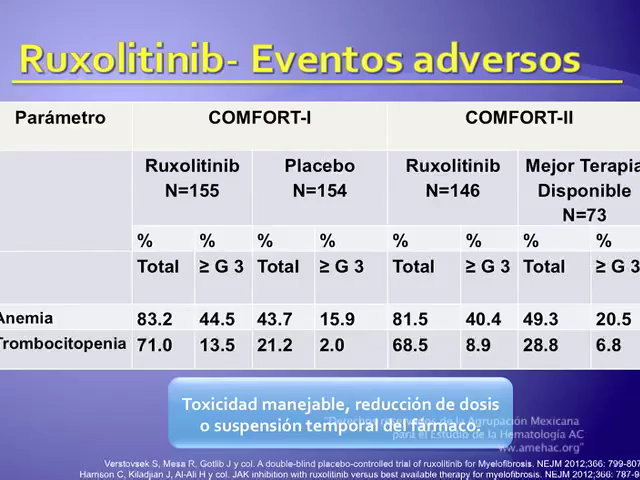 Ruxolitinib- Eventos adversos
Parámetro COMFORT-I COMFORT-II
Ruxolitinib Placebo Ruxolitinib Mejor Terapia
N=155 N=154 N=146 Disponible
N=73
% % % % % % % %
Total ≥ G 3 Total ≥ G 3 Total ≥ G 3 Total ≥ G 3
Anemia 83.2 44.5 43.7 15.9 81.5 40.4 49.3 20.5
Trombocitopenia 71.0 13.5 21.2 2.0 68.5 8.9 28.8 6.8
Toxicidad manejable, reducción de dosis
o suspensión temporal del fármaco.
"Derechos reservados de la Agrupación Mexicana
para el Estudio de la Hematología AC
www.amehac.org"
Verstovsek S, Mesa R, Gotlib J y col. A double-blind placebo-controlled trial of ruxolitinib for Myelofibrosis. NEJM 2012;366: 799-807
Harrison C, Kiladjian J, Al-Ali H y col. JAK inhibition with ruxolitinib versus best available therapy for myelofibrosis. NEJM 2012;366: 787-98